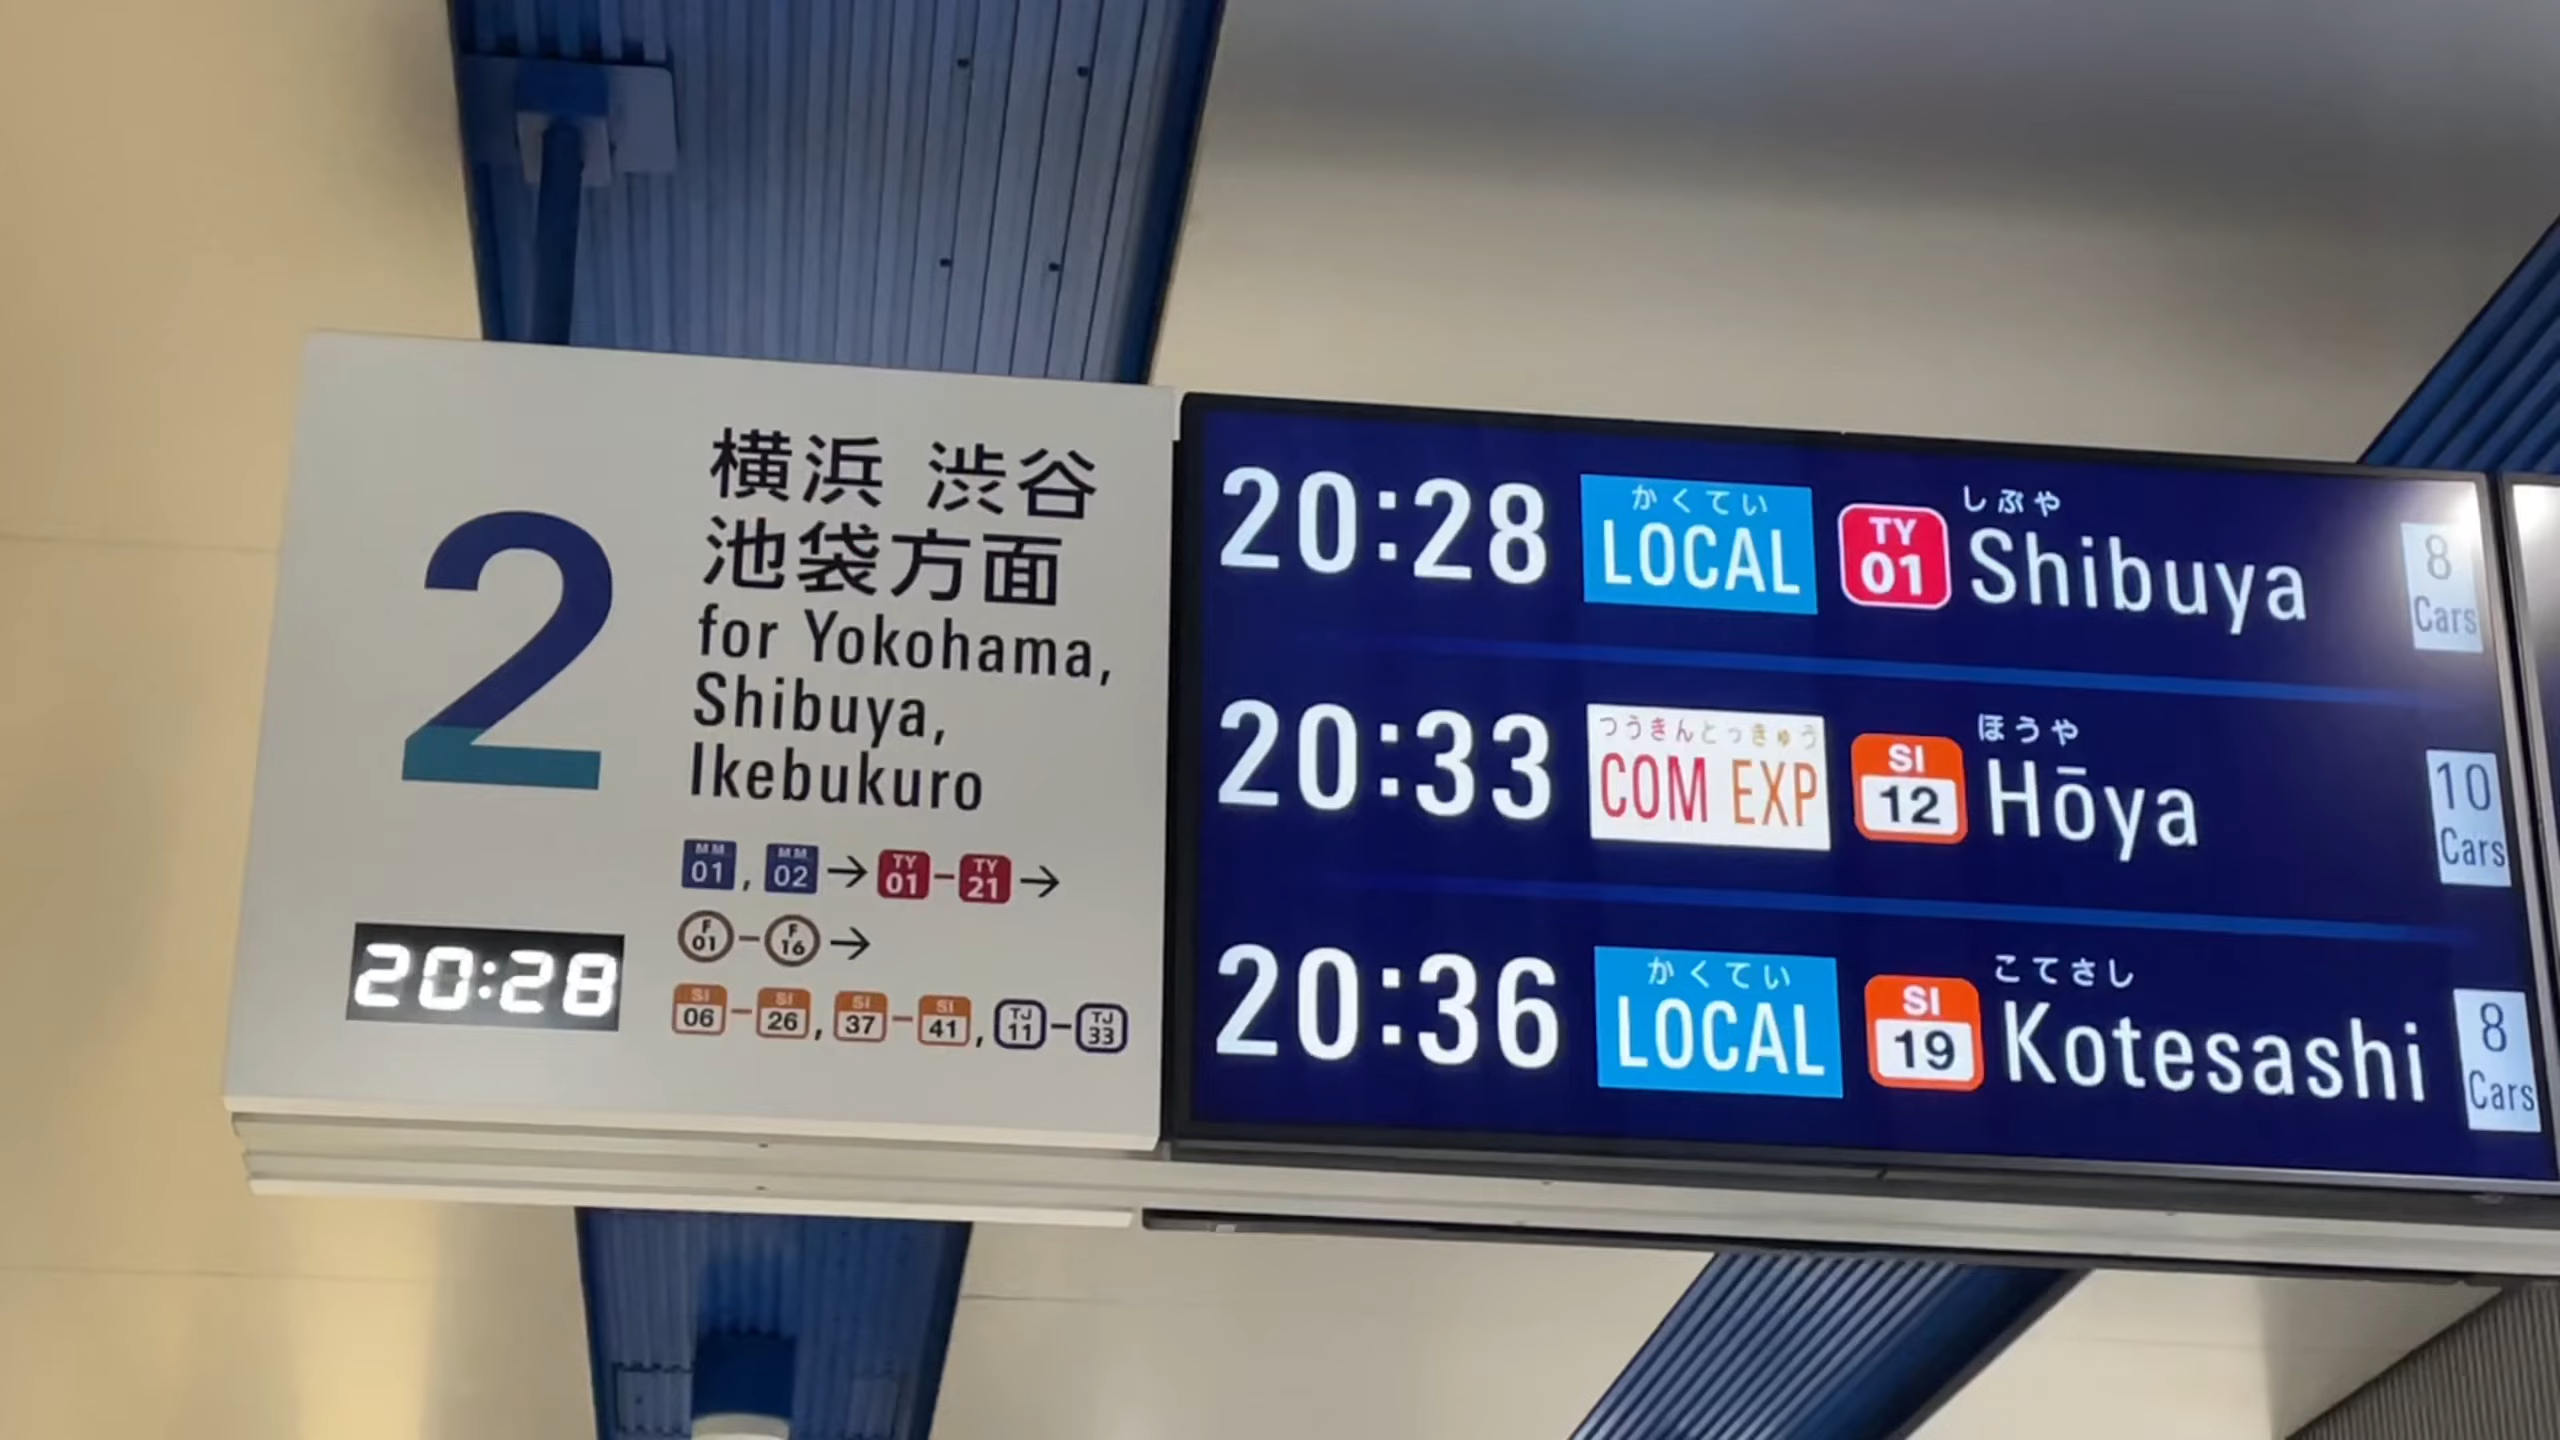 2
横浜 渋谷
池袋方面
for Yokohama,
Shibuya,
Ikebukuro
MM 01, MM 02 → TY 01 – TY 21 →
F 01 – F 16 →
SI 06 – SI 26, SI 37 – SI 41, TJ 11 – TJ 33
20:28
かくてい しぶや
20:28 LOCAL TY 01 Shibuya 8 Cars
つうきんとっきゅう ほうや
20:33 COM EXP SI 12 Hōya 10 Cars
かくてい こてさし
20:36 LOCAL SI 19 Kotesashi 8 Cars